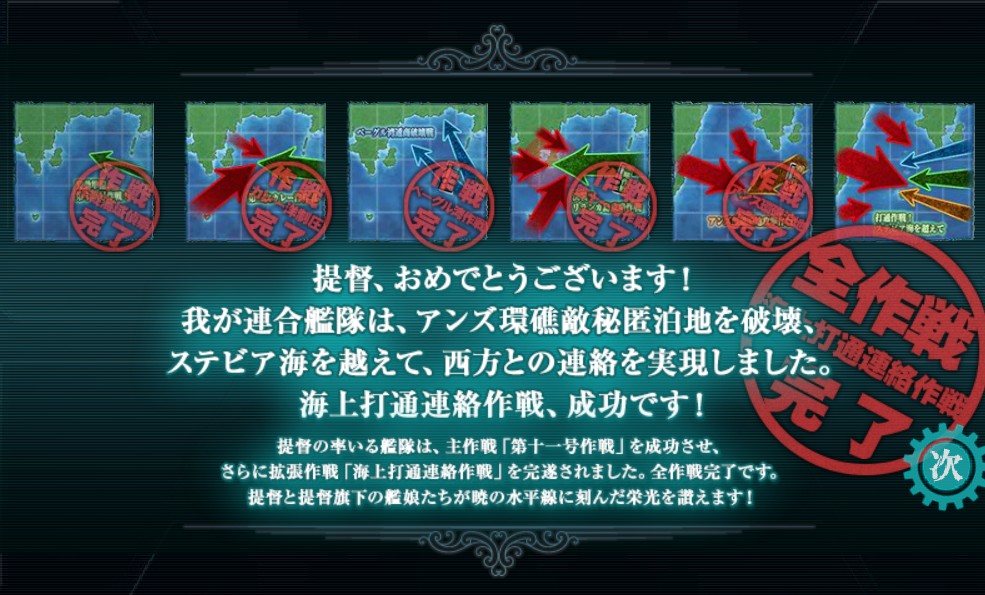 ベーグル湾通商破壊戦
作戦
完了
作戦
完了
作戦
完了
作戦
完了
作戦
完了
打通作戦!
ステビア海を越えて
提督、おめでとうございます!
我が連合艦隊は、アンズ環礁敵秘匿泊地を破壊、
ステビア海を越えて、西方との連絡を実現しました。
海上打通連絡作戦、成功です!
提督の率いる艦隊は、主作戦「第十一号作戦」を成功させ、
さらに拡張作戦「海上打通連絡作戦」を完遂されました。全作戦完了です。
提督と提督旗下の艦娘たちが暁の水平線に刻んだ栄光を讃えます!
全作戦
打通連絡作戦
完了
次